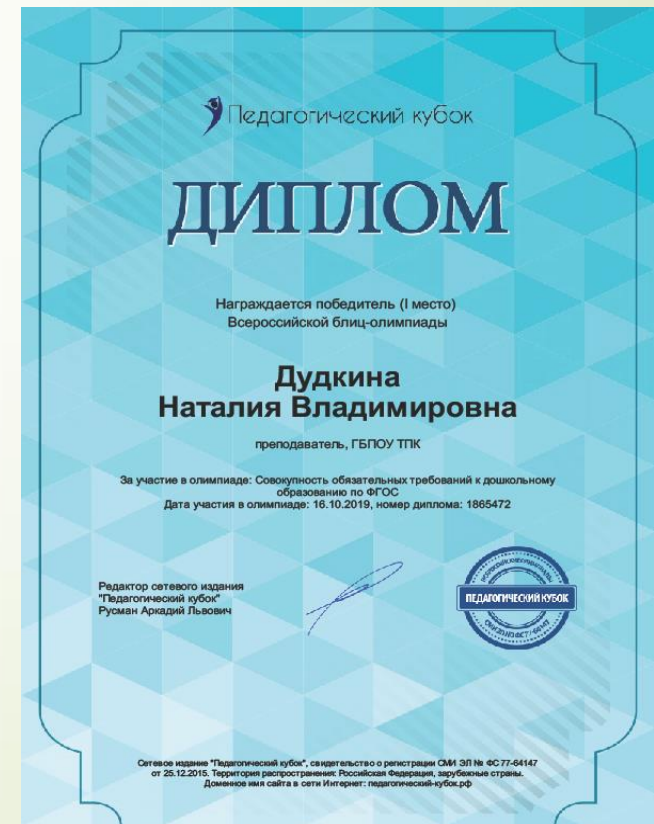 Педагогический кубок
ДИПЛОМ
Награждается победитель (I место)
Всероссийской блиц-олимпиады
Дудкина
Наталия Владимировна
преподаватель, ГБПОУ ТПК
За участие в олимпиаде: Совокупность обязательных требований к дошкольному
образованию по ФГОС
Дата участия в олимпиаде: 16.10.2019, номер диплома: 1865472
Редактор сетевого издания
"Педагогический кубок"
Русман Аркадий Львович
ПЕДАГОГИЧЕСКИЙ КУБОК
Сетевое издание "Педагогический кубок", свидетельство о регистрации СМИ ЭЛ № ФС 77-64147
от 25.12.2015. Территория распространения: Российская Федерация, зарубежные страны.
Доменное имя сайта в сети Интернет: педагогический-кубок.рф